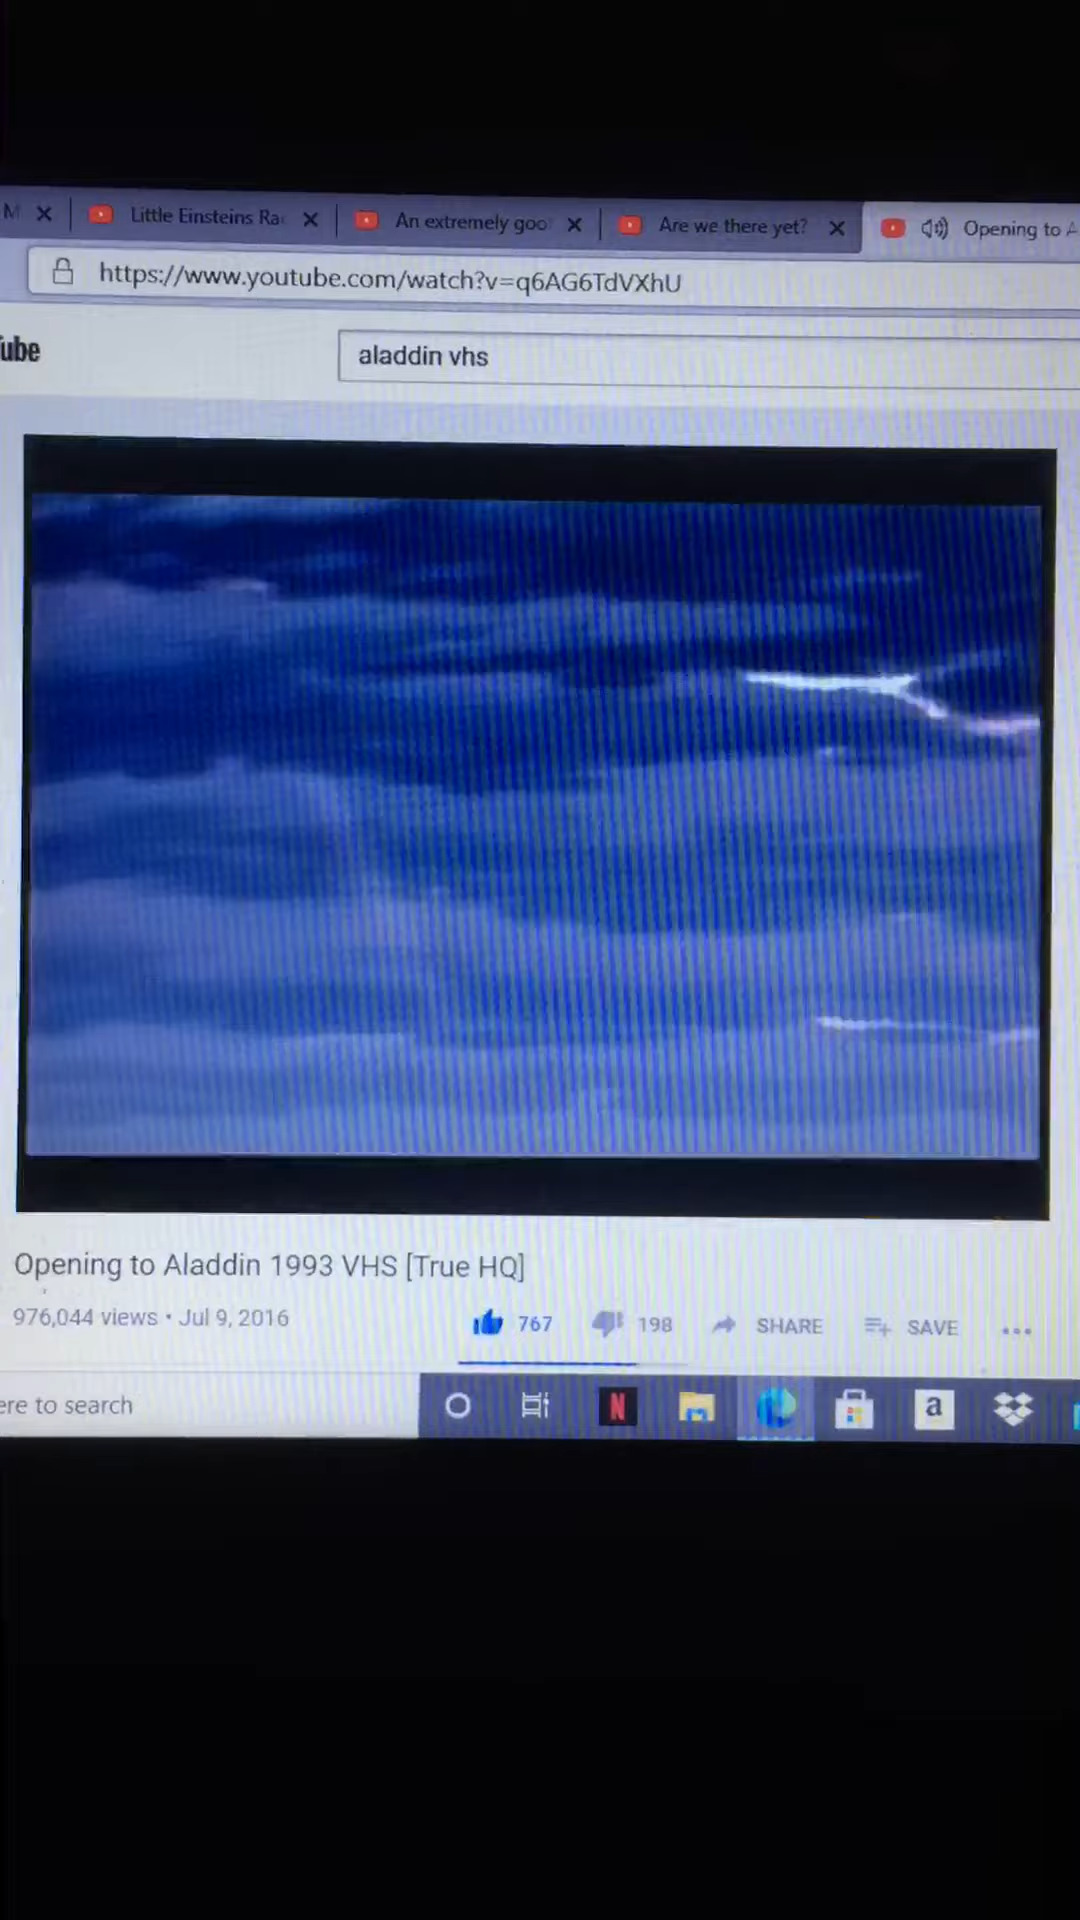 M
Little Einsteins Ra
An extremely goo
Are we there yet?
Opening to A
https://www.youtube.com/watch?v=q6AG6TdVXhU
Tube
aladdin vhs
Opening to Aladdin 1993 VHS [True HQ]
976,044 views • Jul 9, 2016
767
198
SHARE
SAVE
ere to search
N
a